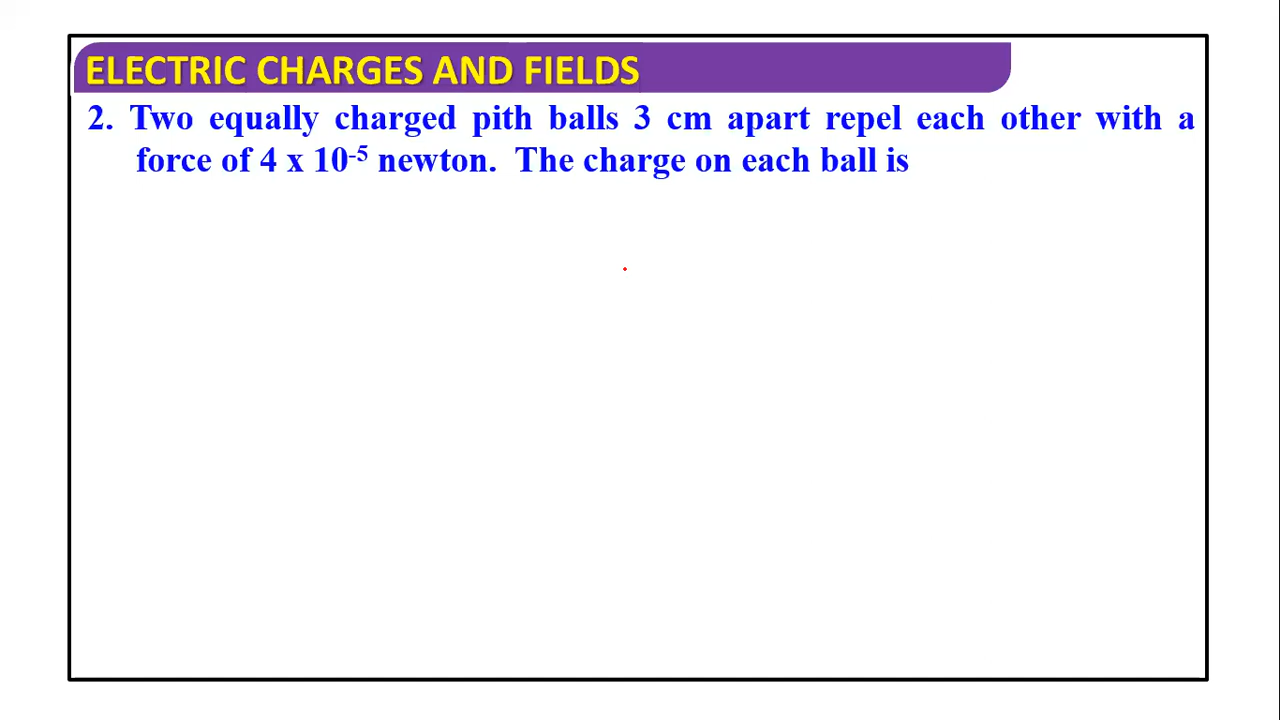 ELECTRIC CHARGES AND FIELDS
2. Two equally charged pith balls 3 cm apart repel each other with a
force of 4 x 10⁻⁵ newton. The charge on each ball is